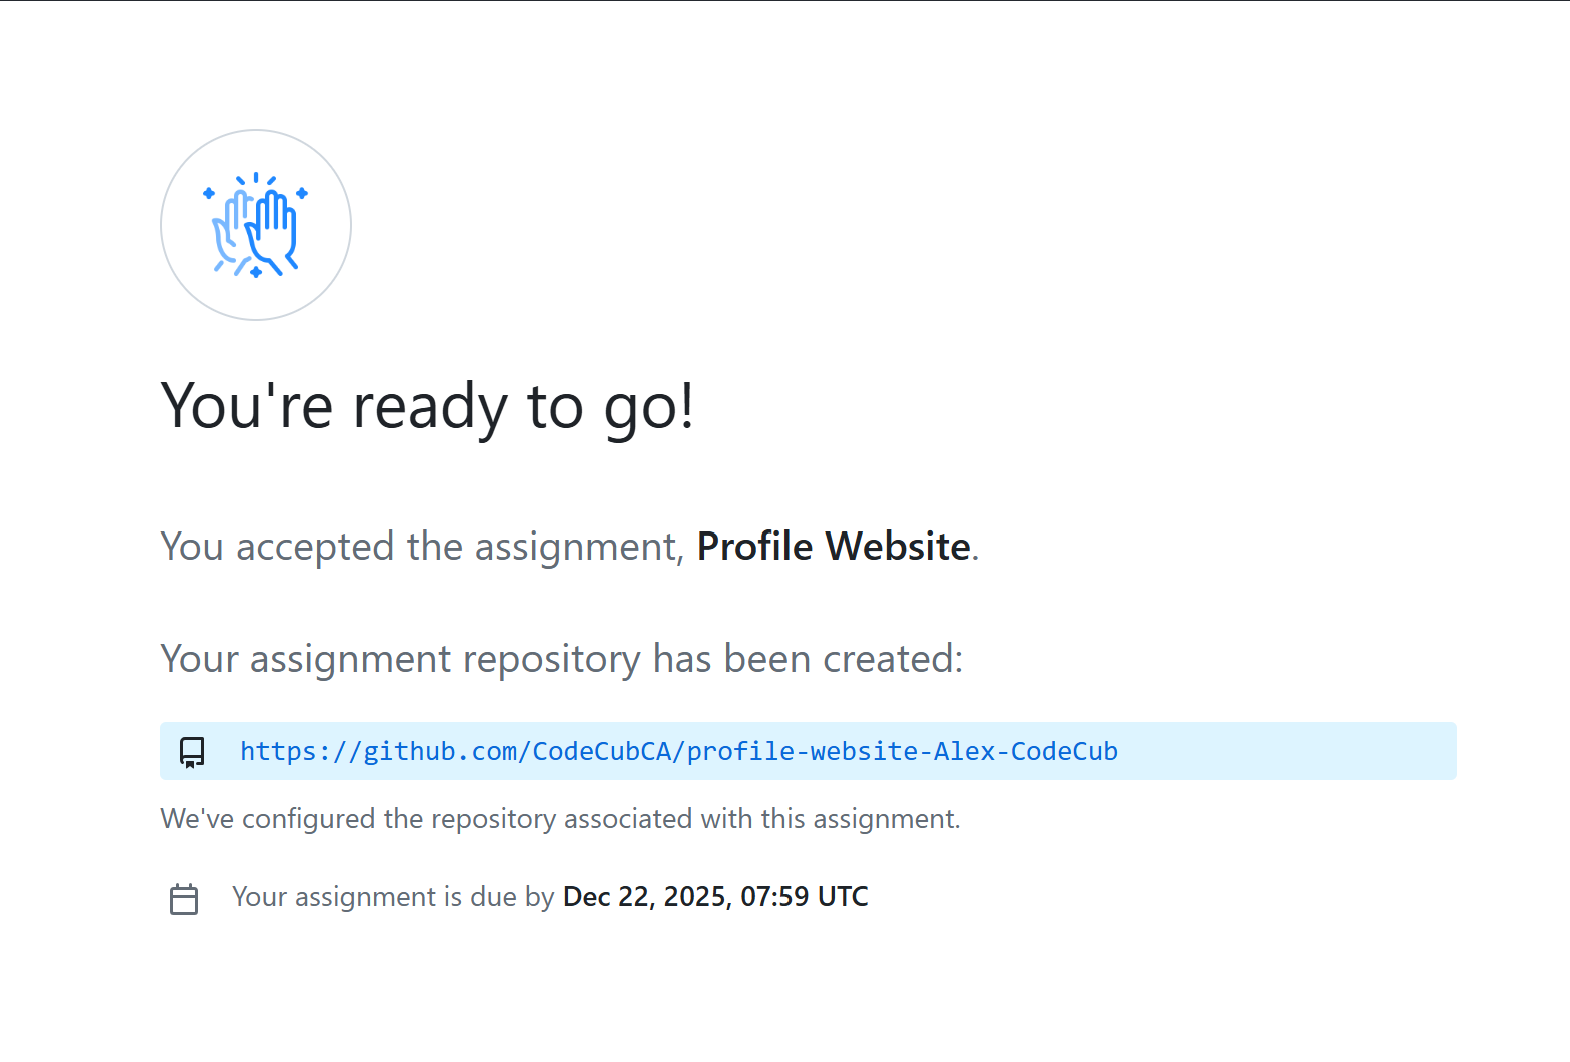 You're ready to go!
You accepted the assignment, Profile Website.
Your assignment repository has been created:
https://github.com/CodeCubCA/profile-website-Alex-CodeCub
We've configured the repository associated with this assignment.
Your assignment is due by Dec 22, 2025, 07:59 UTC